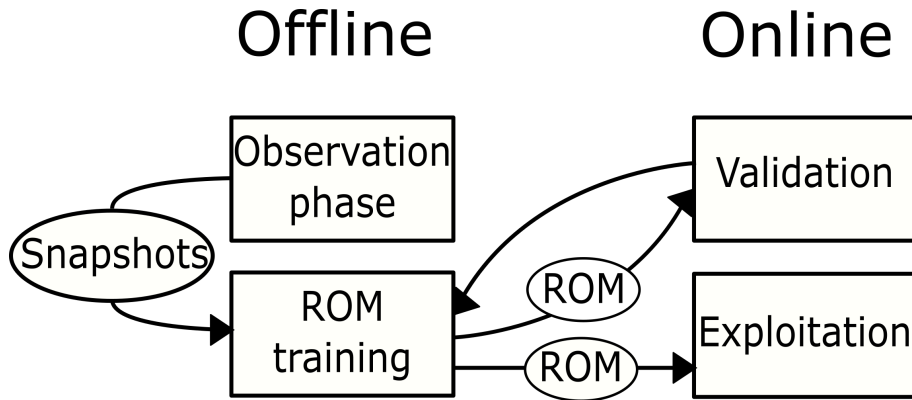 Offline
Online
Observation
phase
Snapshots
ROM
training
ROM
ROM
Validation
Exploitation